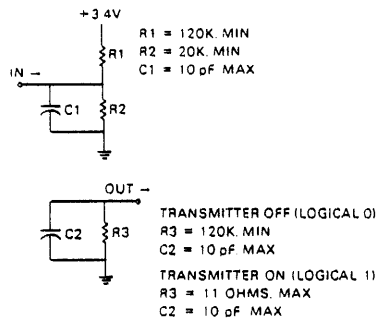 +3.4V
R1
R1 = 120K. MIN
R2 = 20K. MIN
C1 = 10 pF MAX
IN →
C1
R2
OUT →
C2
R3
TRANSMITTER OFF (LOGICAL 0)
R3 = 120K. MIN
C2 = 10 pF. MAX
TRANSMITTER ON (LOGICAL 1)
R3 = 11 OHMS. MAX
C2 = 10 pF MAX